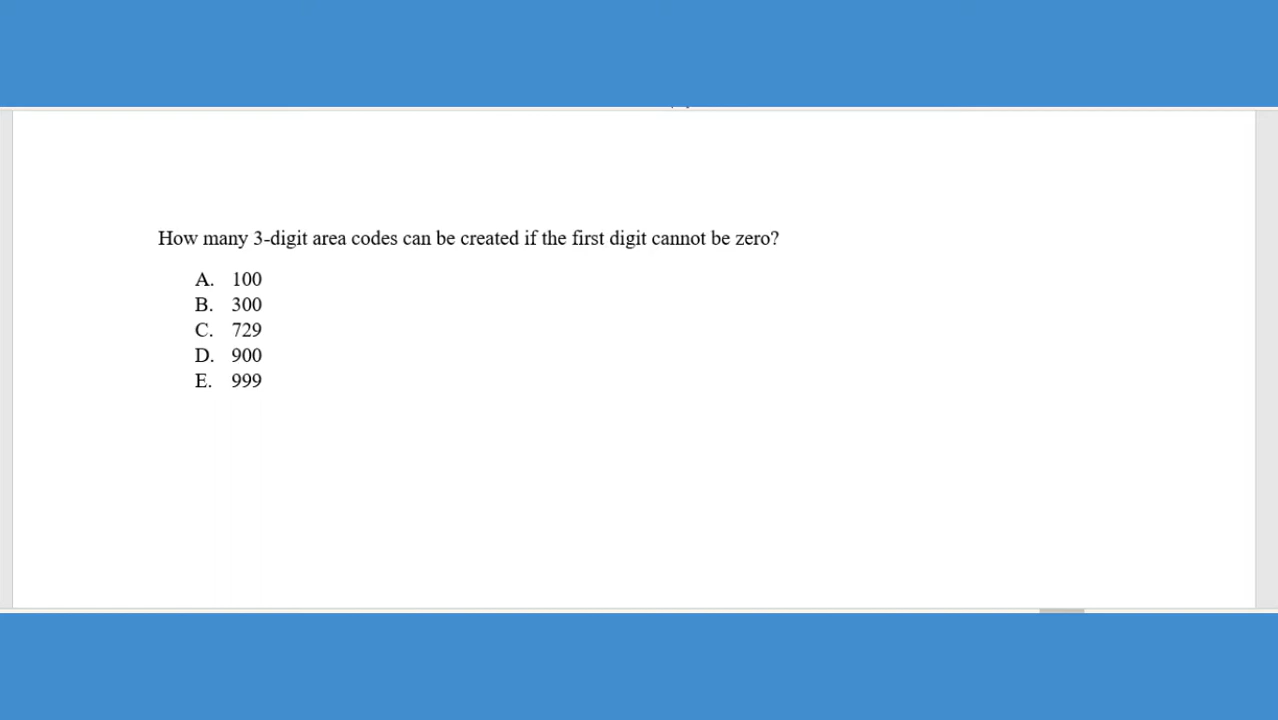 How many 3-digit area codes can be created if the first digit cannot be zero?
A. 100
B. 300
C. 729
D. 900
E. 999